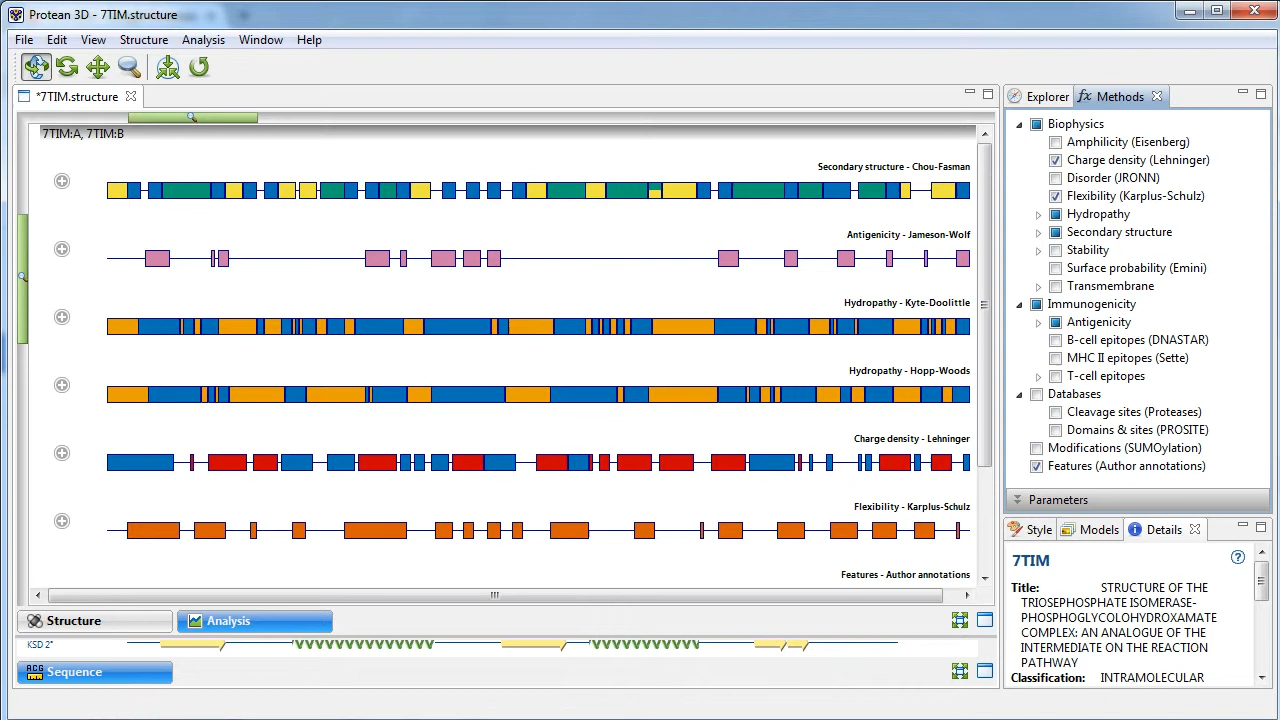 Protean 3D - 7TIM.structure
File Edit View Structure Analysis Window Help
*7TIM.structure
7TIM:A, 7TIM:B
Secondary structure - Chou-Fasman
Antigenicity - Jameson-Wolf
Hydropathy - Kyte-Doolittle
Hydropathy - Hopp-Woods
Charge density - Lehninger
Flexibility - Karplus-Schulz
Features - Author annotations
Structure
Analysis
KSD 2°
ACG
Sequence
Explorer
fx Methods
Biophysics
Amphilicity (Eisenberg)
Charge density (Lehninger)
Disorder (JRONN)
Flexibility (Karplus-Schulz)
Hydropathy
Secondary structure
Stability
Surface probability (Emini)
Transmembrane
Immunogenicity
Antigenicity
B-cell epitopes (DNASTAR)
MHC II epitopes (Sette)
T-cell epitopes
Databases
Cleavage sites (Proteases)
Domains & sites (PROSITE)
Modifications (SUMOylation)
Features (Author annotations)
Parameters
Style Models Details
7TIM
Title: STRUCTURE OF THE
TRIOSEPHOSPHATE ISOMERASE-
PHOSPHOGLYCOLOHYDROXAMATE
COMPLEX: AN ANALOGUE OF THE
INTERMEDIATE ON THE REACTION
PATHWAY
Classification: INTRAMOLECULAR